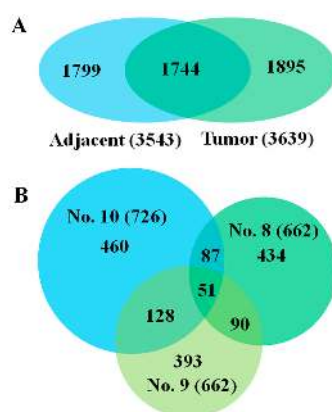 A
1799 1744 1895
Adjacent (3543) Tumor (3639)
B
No. 10 (726)
460
No. 8 (662)
434
87
51
128
90
393
No. 9 (662)